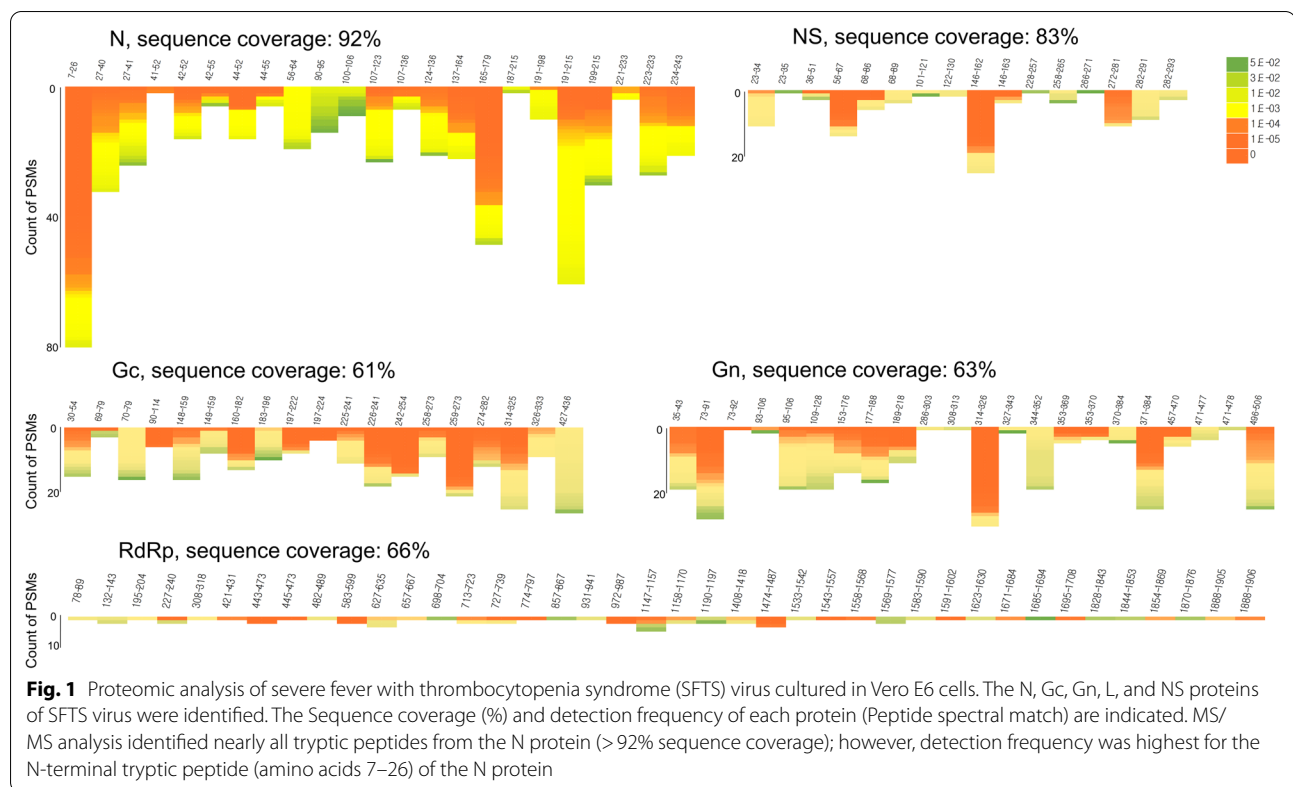 N, sequence coverage: 92%
7-26 27-40 27-41 41-52 42-52 42-55 44-52 44-55 56-64 90-95 100-106 107-123 107-136 124-136 137-164 165-179 187-215 191-198 191-215 199-215 221-233 223-233 234-243
0
40
80
Count of PSMs
NS, sequence coverage: 83%
23-34 23-35 36-51 56-67 68-86 68-89 101-121 122-130 146-162 146-163 228-257 258-265 266-271 272-281 282-291 282-293
0
20
5 E-02
3 E-02
1 E-02
1 E-03
1 E-04
1 E-05
0
Gc, sequence coverage: 61%
30-54 69-79 70-79 90-114 148-159 149-159 160-182 183-196 197-222 197-224 225-241 226-241 242-254 258-273 259-273 274-282 314-325 326-333 427-436
0
20
Count of PSMs
Gn, sequence coverage: 63%
35-43 73-91 73-92 93-106 95-106 109-128 153-176 177-188 189-218 286-303 308-313 314-326 327-343 344-352 353-369 353-370 370-384 371-384 457-470 471-477 471-478 496-506
0
20
RdRp, sequence coverage: 66%
78-89 132-143 195-204 227-240 308-318 421-431 443-473 445-473 482-489 583-599 627-635 657-667 698-704 713-723 727-739 774-797 857-867 931-941 972-987 1147-1157 1158-1170 1190-1197 1408-1418 1474-1487 1533-1542 1543-1557 1558-1568 1569-1577 1583-1590 1591-1602 1623-1630 1671-1684 1685-1694 1695-1708 1828-1843 1844-1853 1854-1869 1870-1876 1888-1905 1889-1906
0
10
Count of PSMs
Fig. 1 Proteomic analysis of severe fever with thrombocytopenia syndrome (SFTS) virus cultured in Vero E6 cells. The N, Gc, Gn, L, and NS proteins
of SFTS virus were identified. The Sequence coverage (%) and detection frequency of each protein (Peptide spectral match) are indicated. MS/
MS analysis identified nearly all tryptic peptides from the N protein (> 92% sequence coverage); however, detection frequency was highest for the
N-terminal tryptic peptide (amino acids 7–26) of the N protein